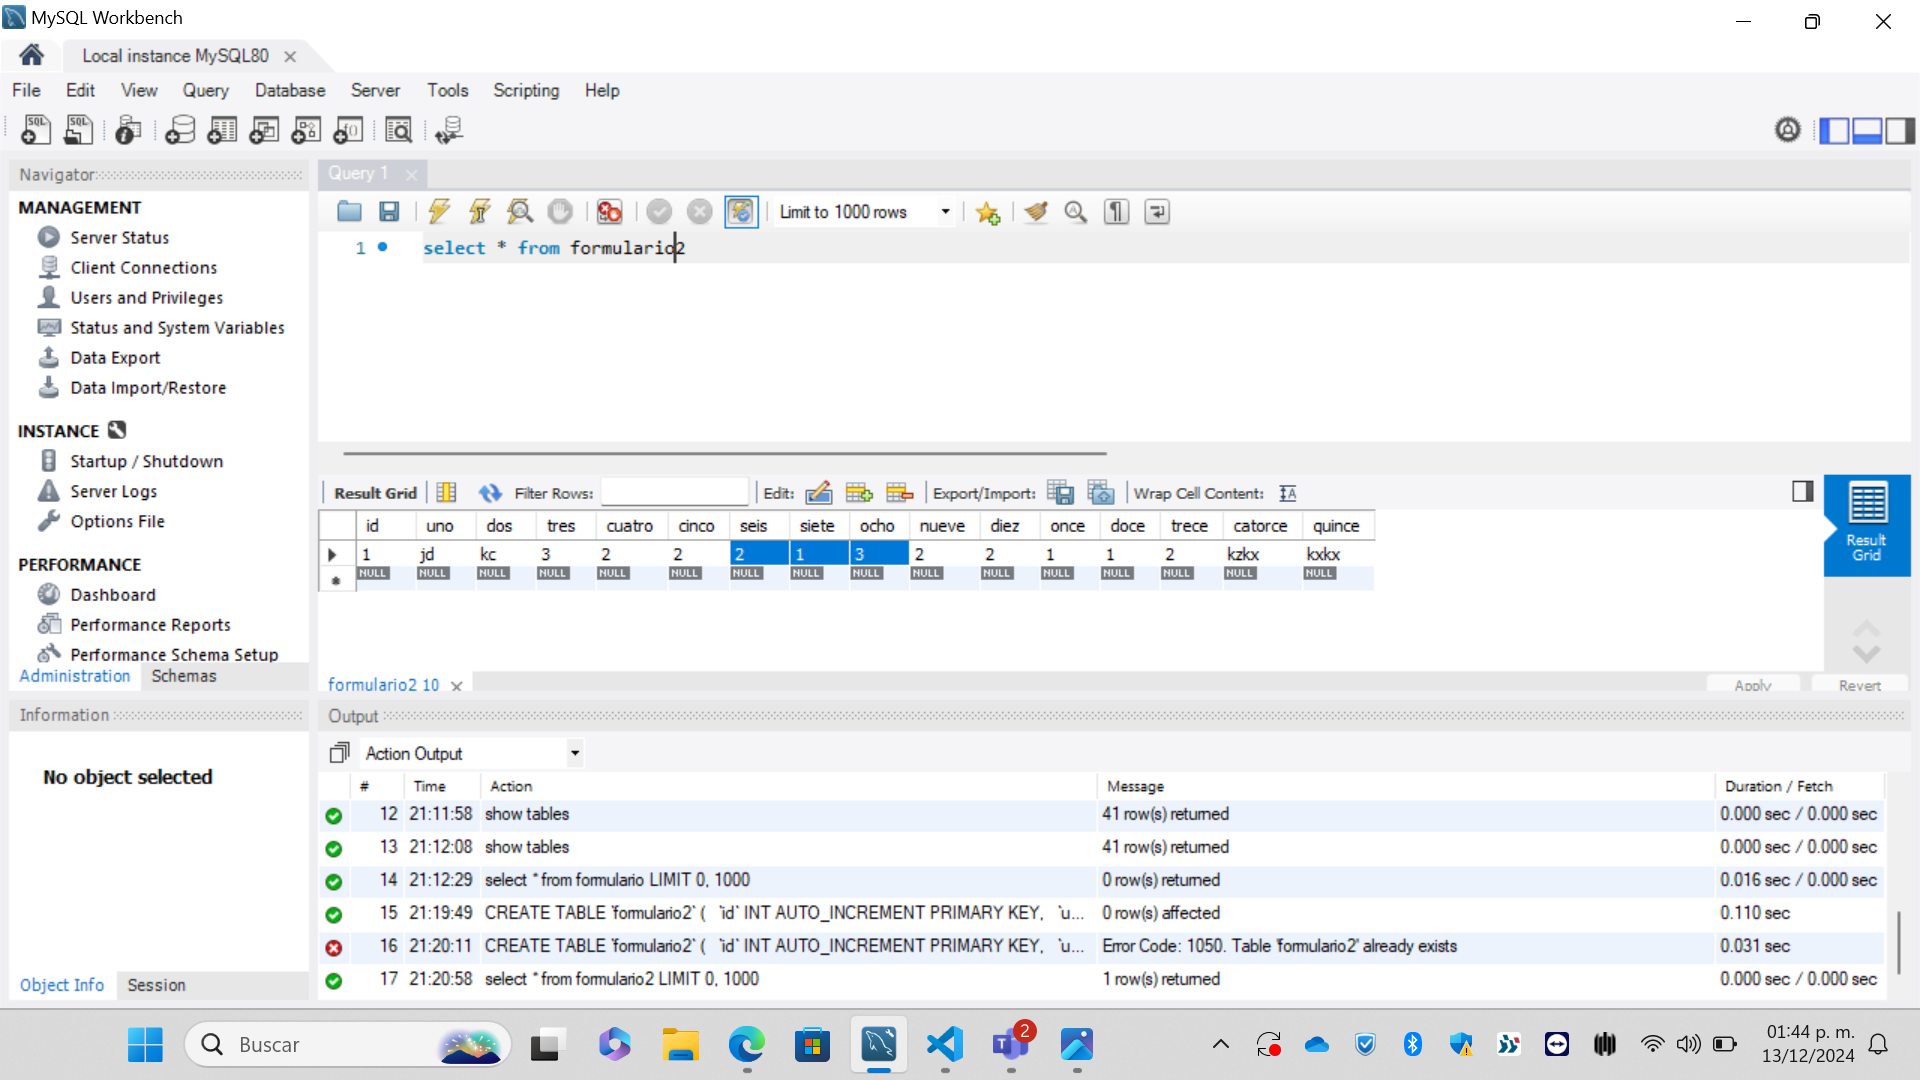 MySQL Workbench
Local instance MySQL80
File Edit View Query Database Server Tools Scripting Help
Navigator
MANAGEMENT
Server Status
Client Connections
Users and Privileges
Status and System Variables
Data Export
Data Import/Restore
INSTANCE
Startup / Shutdown
Server Logs
Options File
PERFORMANCE
Dashboard
Performance Reports
Performance Schema Setup
Administration Schemas
Information
No object selected
Object Info Session
Query 1
Limit to 1000 rows
1 select * from formulario2
Result Grid Filter Rows: Edit: Export/Import: Wrap Cell Content:
id uno dos tres cuatro cinco seis siete ocho nueve diez once doce trece catorce quince
1 jd kc 3 2 2 2 1 3 2 2 1 1 2 kzkx kxkx
NULL NULL NULL NULL NULL NULL NULL NULL NULL NULL NULL NULL NULL NULL NULL NULL
Result
Grid
formulario2 10
Apply Revert
Output
Action Output
# Time Action Message Duration / Fetch
12 21:11:58 show tables 41 row(s) returned 0.000 sec / 0.000 sec
13 21:12:08 show tables 41 row(s) returned 0.000 sec / 0.000 sec
14 21:12:29 select * from formulario LIMIT 0, 1000 0 row(s) returned 0.016 sec / 0.000 sec
15 21:19:49 CREATE TABLE `formulario2` ( `id` INT AUTO_INCREMENT PRIMARY KEY, `u... 0 row(s) affected 0.110 sec
16 21:20:11 CREATE TABLE `formulario2` ( `id` INT AUTO_INCREMENT PRIMARY KEY, `u... Error Code: 1050. Table 'formulario2' already exists 0.031 sec
17 21:20:58 select * from formulario2 LIMIT 0, 1000 1 row(s) returned 0.000 sec / 0.000 sec
Buscar
2
01:44 p. m.
13/12/2024